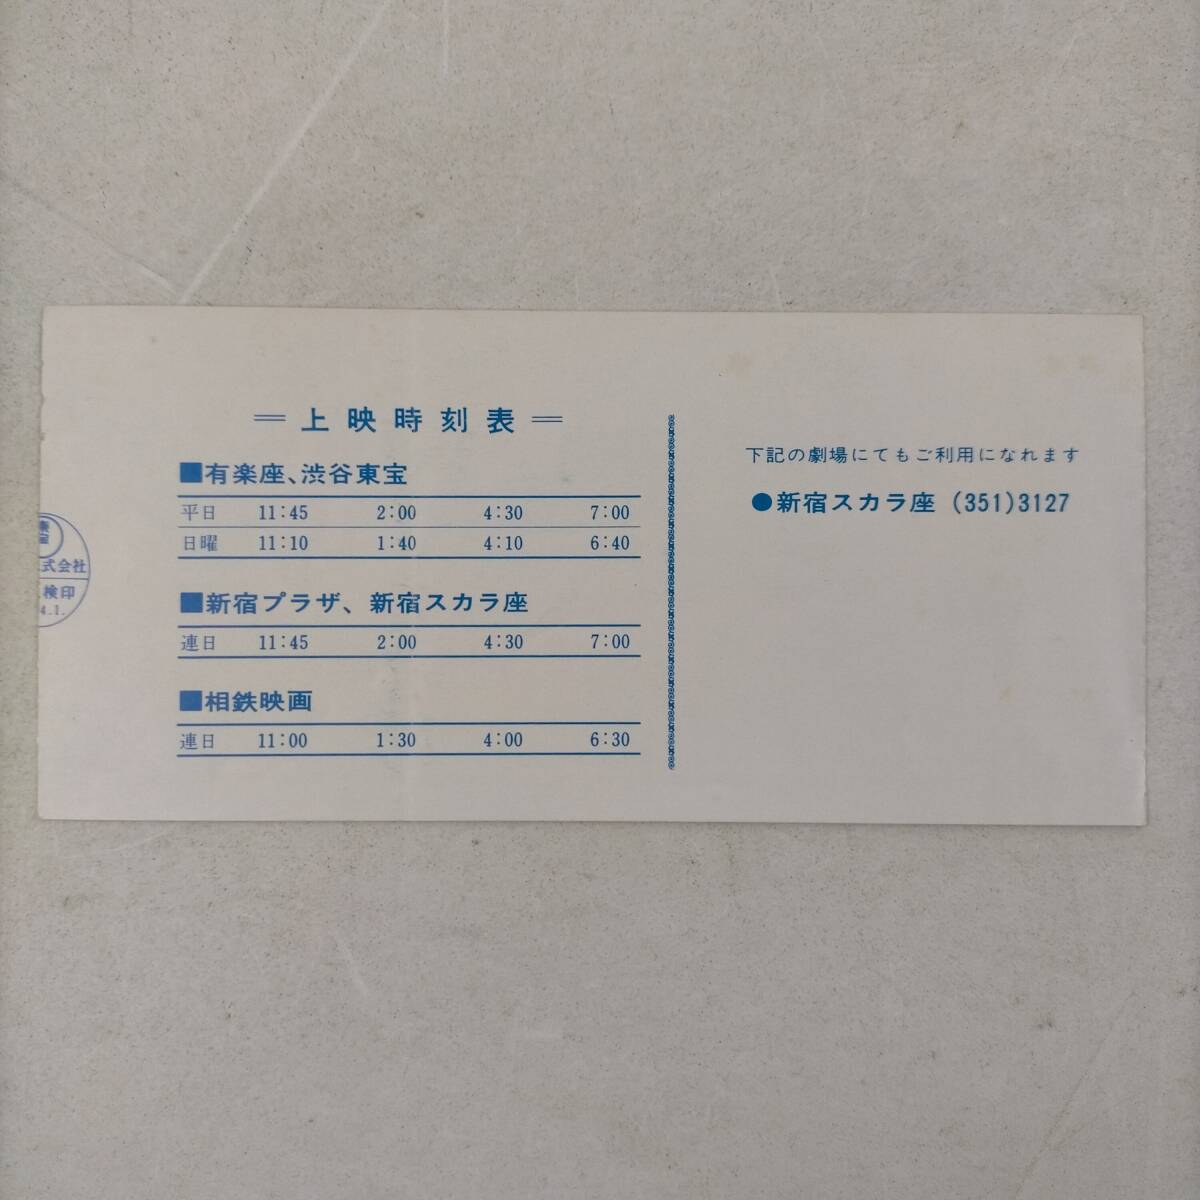 上映時刻表
■有楽座、渋谷東宝
平日 11:45 2:00 4:30 7:00
日曜 11:10 1:40 4:10 6:40
■新宿プラザ、新宿スカラ座
連日 11:45 2:00 4:30 7:00
■相鉄映画
連日 11:00 1:30 4:00 6:30
下記の劇場にてもご利用になれます
●新宿スカラ座 (351)3127
式会社
検印
4.1.